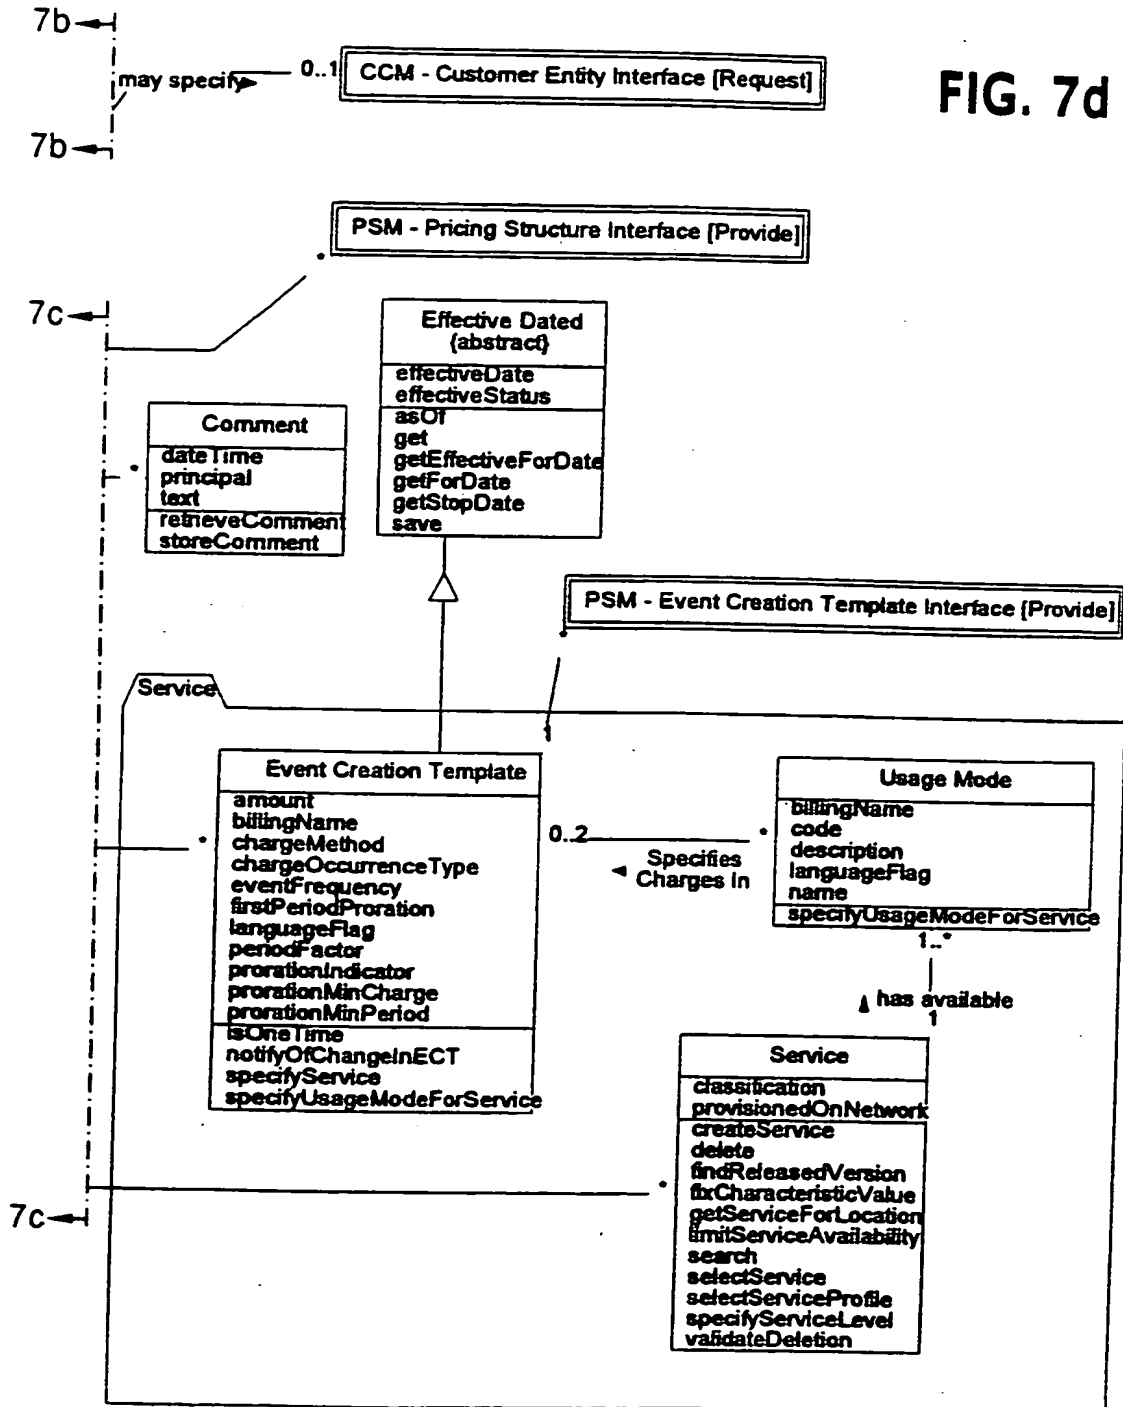 7b
may specify
0..1
CCM - Customer Entity Interface [Request]
FIG. 7d
7b
PSM - Pricing Structure Interface [Provide]
*
7c
Effective Dated
{abstract}
effectiveDate
effectiveStatus
asOf
get
getEffectiveForDate
getForDate
getStopDate
save
Comment
*
dateTime
principal
text
retrieveComment
storeComment
PSM - Event Creation Template Interface [Provide]
*
1
Service
Event Creation Template
*
amount
billingName
chargeMethod
chargeOccurrenceType
eventFrequency
firstPeriodProration
languageFlag
periodFactor
prorationIndicator
prorationMinCharge
prorationMinPeriod
isOneTime
notifyOfChangeInECT
specifyService
specifyUsageModeForService
0..2
*
Specifies
Charges In
Usage Mode
billingName
code
description
languageFlag
name
specifyUsageModeForService
1..*
has available
1
Service
classification
provisionedOnNetwork
createService
delete
findReleasedVersion
fixCharacteristicValue
getServiceForLocation
limitServiceAvailability
search
selectService
selectServiceProfile
specifyServiceLevel
validateDeletion
*
7c